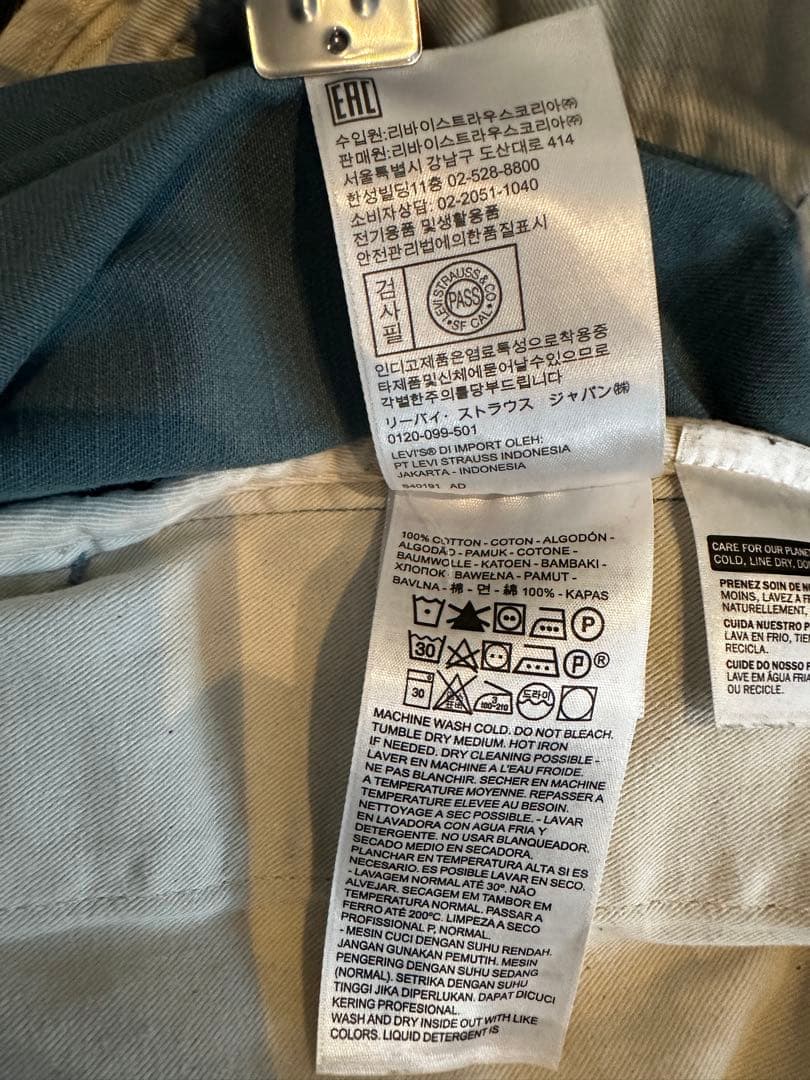 EAC
수입원:리바이스트라우스코리아㈜
판매원:리바이스트라우스코리아㈜
서울특별시 강남구 도산대로 414
한성빌딩11층 02-528-8800
소비자상담: 02-2051-1040
전기용품 및생활용품
안전관리법에의한품질표시
검사필
LEVI STRAUSS & CO
PASS
SF CAL
인디고제품은염료특성으로착용중
타제품및신체에묻어날수있으므로
각별한주의를당부드립니다
リーバイ・ストラウス ジャパン㈱
0120-099-501
LEVI'S® DI IMPORT OLEH:
PT LEVI STRAUSS INDONESIA
JAKARTA - INDONESIA
S40191 AD
100% COTTON - COTON - ALGODÓN -
ALGODÃO - PAMUK - COTONE -
BAUMWOLLE - KATOEN - BAMBAKI -
ХЛОПОК BAWEŁNA - PAMUT -
BAVLNA - 棉 - 면 - 綿 100% - KAPAS
P
30 P®
30 3 180-210 드라이
MACHINE WASH COLD. DO NOT BLEACH.
TUMBLE DRY MEDIUM. HOT IRON
IF NEEDED. DRY CLEANING POSSIBLE -
LAVER EN MACHINE A L'EAU FROIDE.
NE PAS BLANCHIR. SECHER EN MACHINE
A TEMPERATURE MOYENNE. REPASSER A
TEMPERATURE ELEVEE AU BESOIN.
NETTOYAGE A SEC POSSIBLE. - LAVAR
EN LAVADORA CON AGUA FRIA Y
DETERGENTE. NO USAR BLANQUEADOR.
SECADO MEDIO EN SECADORA.
PLANCHAR EN TEMPERATURA ALTA SI ES
NECESARIO. ES POSIBLE LAVAR EN SECO.
- LAVAGEM NORMAL ATÉ 30º. NÃO
ALVEJAR. SECAGEM EM TAMBOR EM
TEMPERATURA NORMAL. PASSAR A
FERRO ATÉ 200ºC. LIMPEZA A SECO
PROFISSIONAL P, NORMAL.
- MESIN CUCI DENGAN SUHU RENDAH.
JANGAN GUNAKAN PEMUTIH. MESIN
PENGERING DENGAN SUHU SEDANG
(NORMAL). SETRIKA DENGAN SUHU
TINGGI JIKA DIPERLUKAN. DAPAT DICUCI
KERING PROFESIONAL.
WASH AND DRY INSIDE OUT WITH LIKE
COLORS. LIQUID DETERGENT IS
CARE FOR OUR PLANE
COLD, LINE DRY, DO
PRENEZ SOIN DE N
MOINS, LAVEZ A FR
NATURELLEMENT,
CUIDA NUESTRO P
LAVA EN FRIO, TIE
RECICLA.
CUIDE DO NOSSO P
LAVE EM ÁGUA FRIA
OU RECICLE.